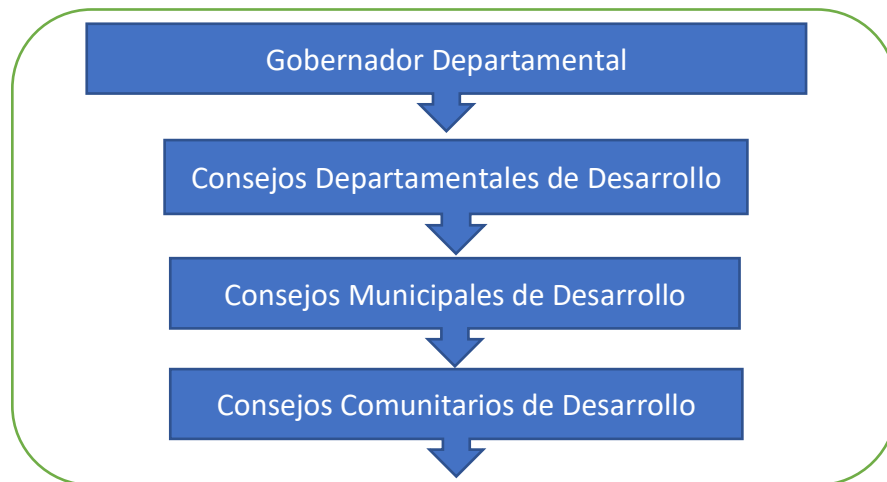 Gobernador Departamental
Consejos Departamentales de Desarrollo
Consejos Municipales de Desarrollo
Consejos Comunitarios de Desarrollo